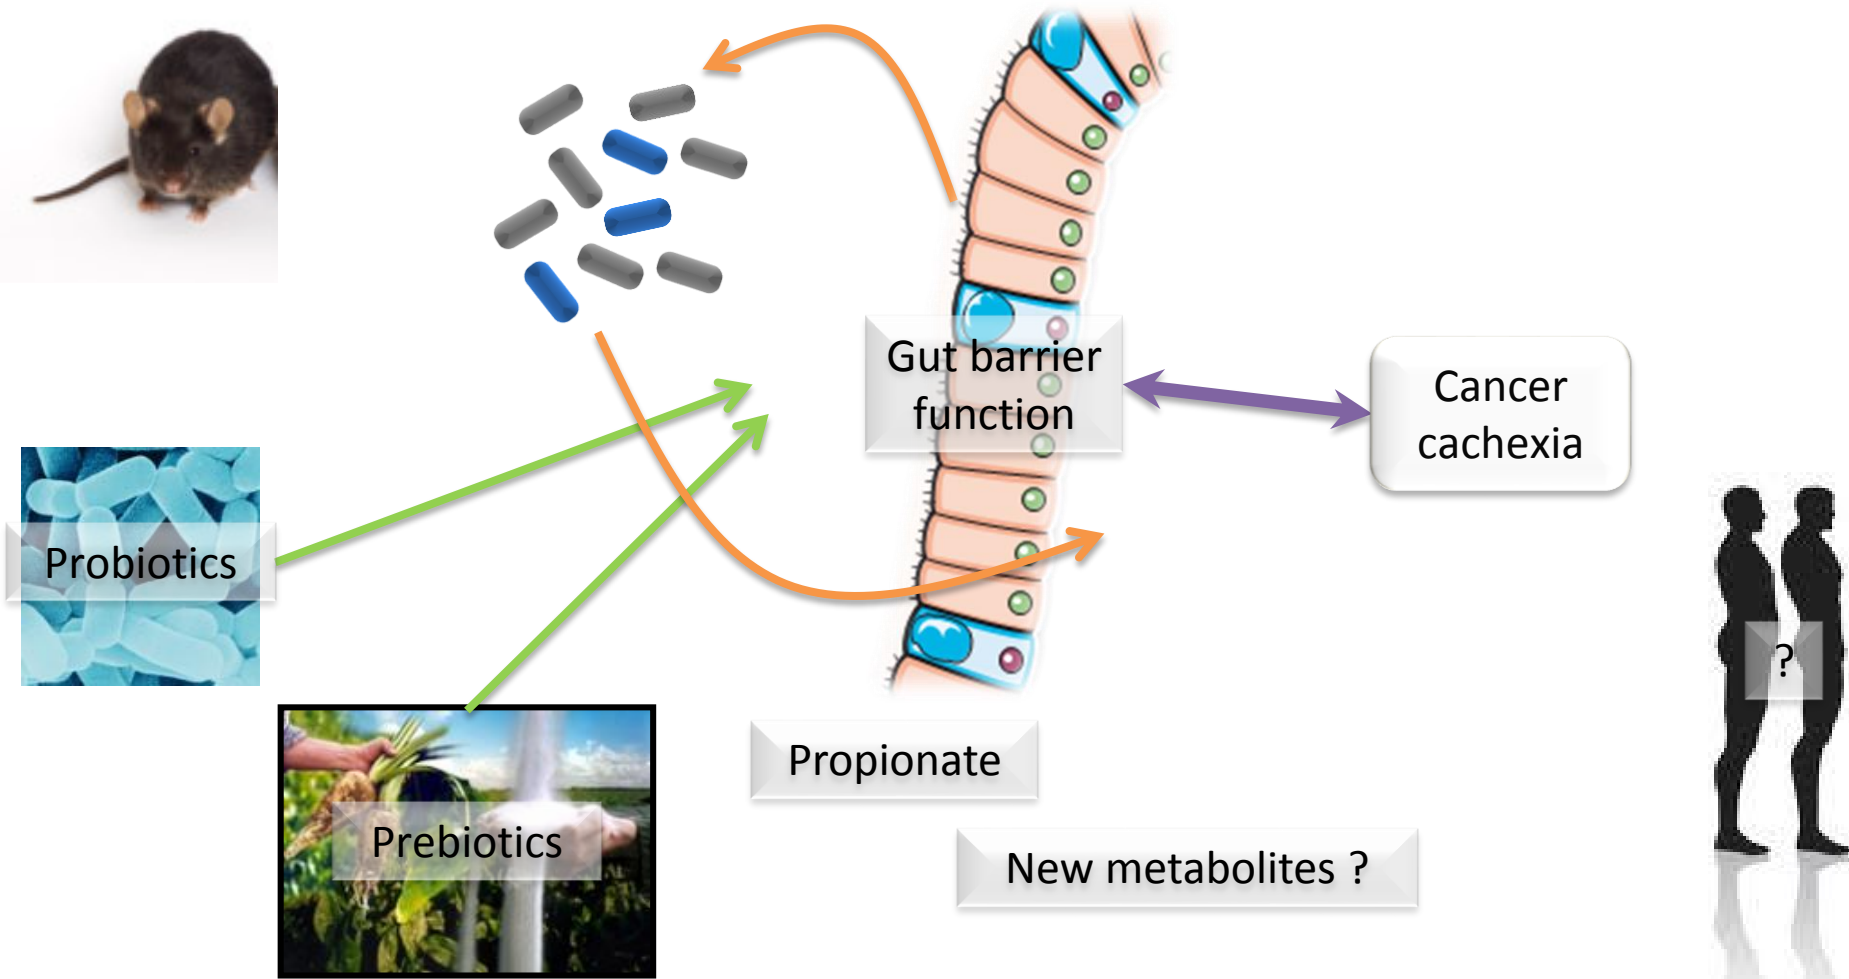 Gut barrier
function
Cancer
cachexia
Probiotics
?
Propionate
Prebiotics
New metabolites ?